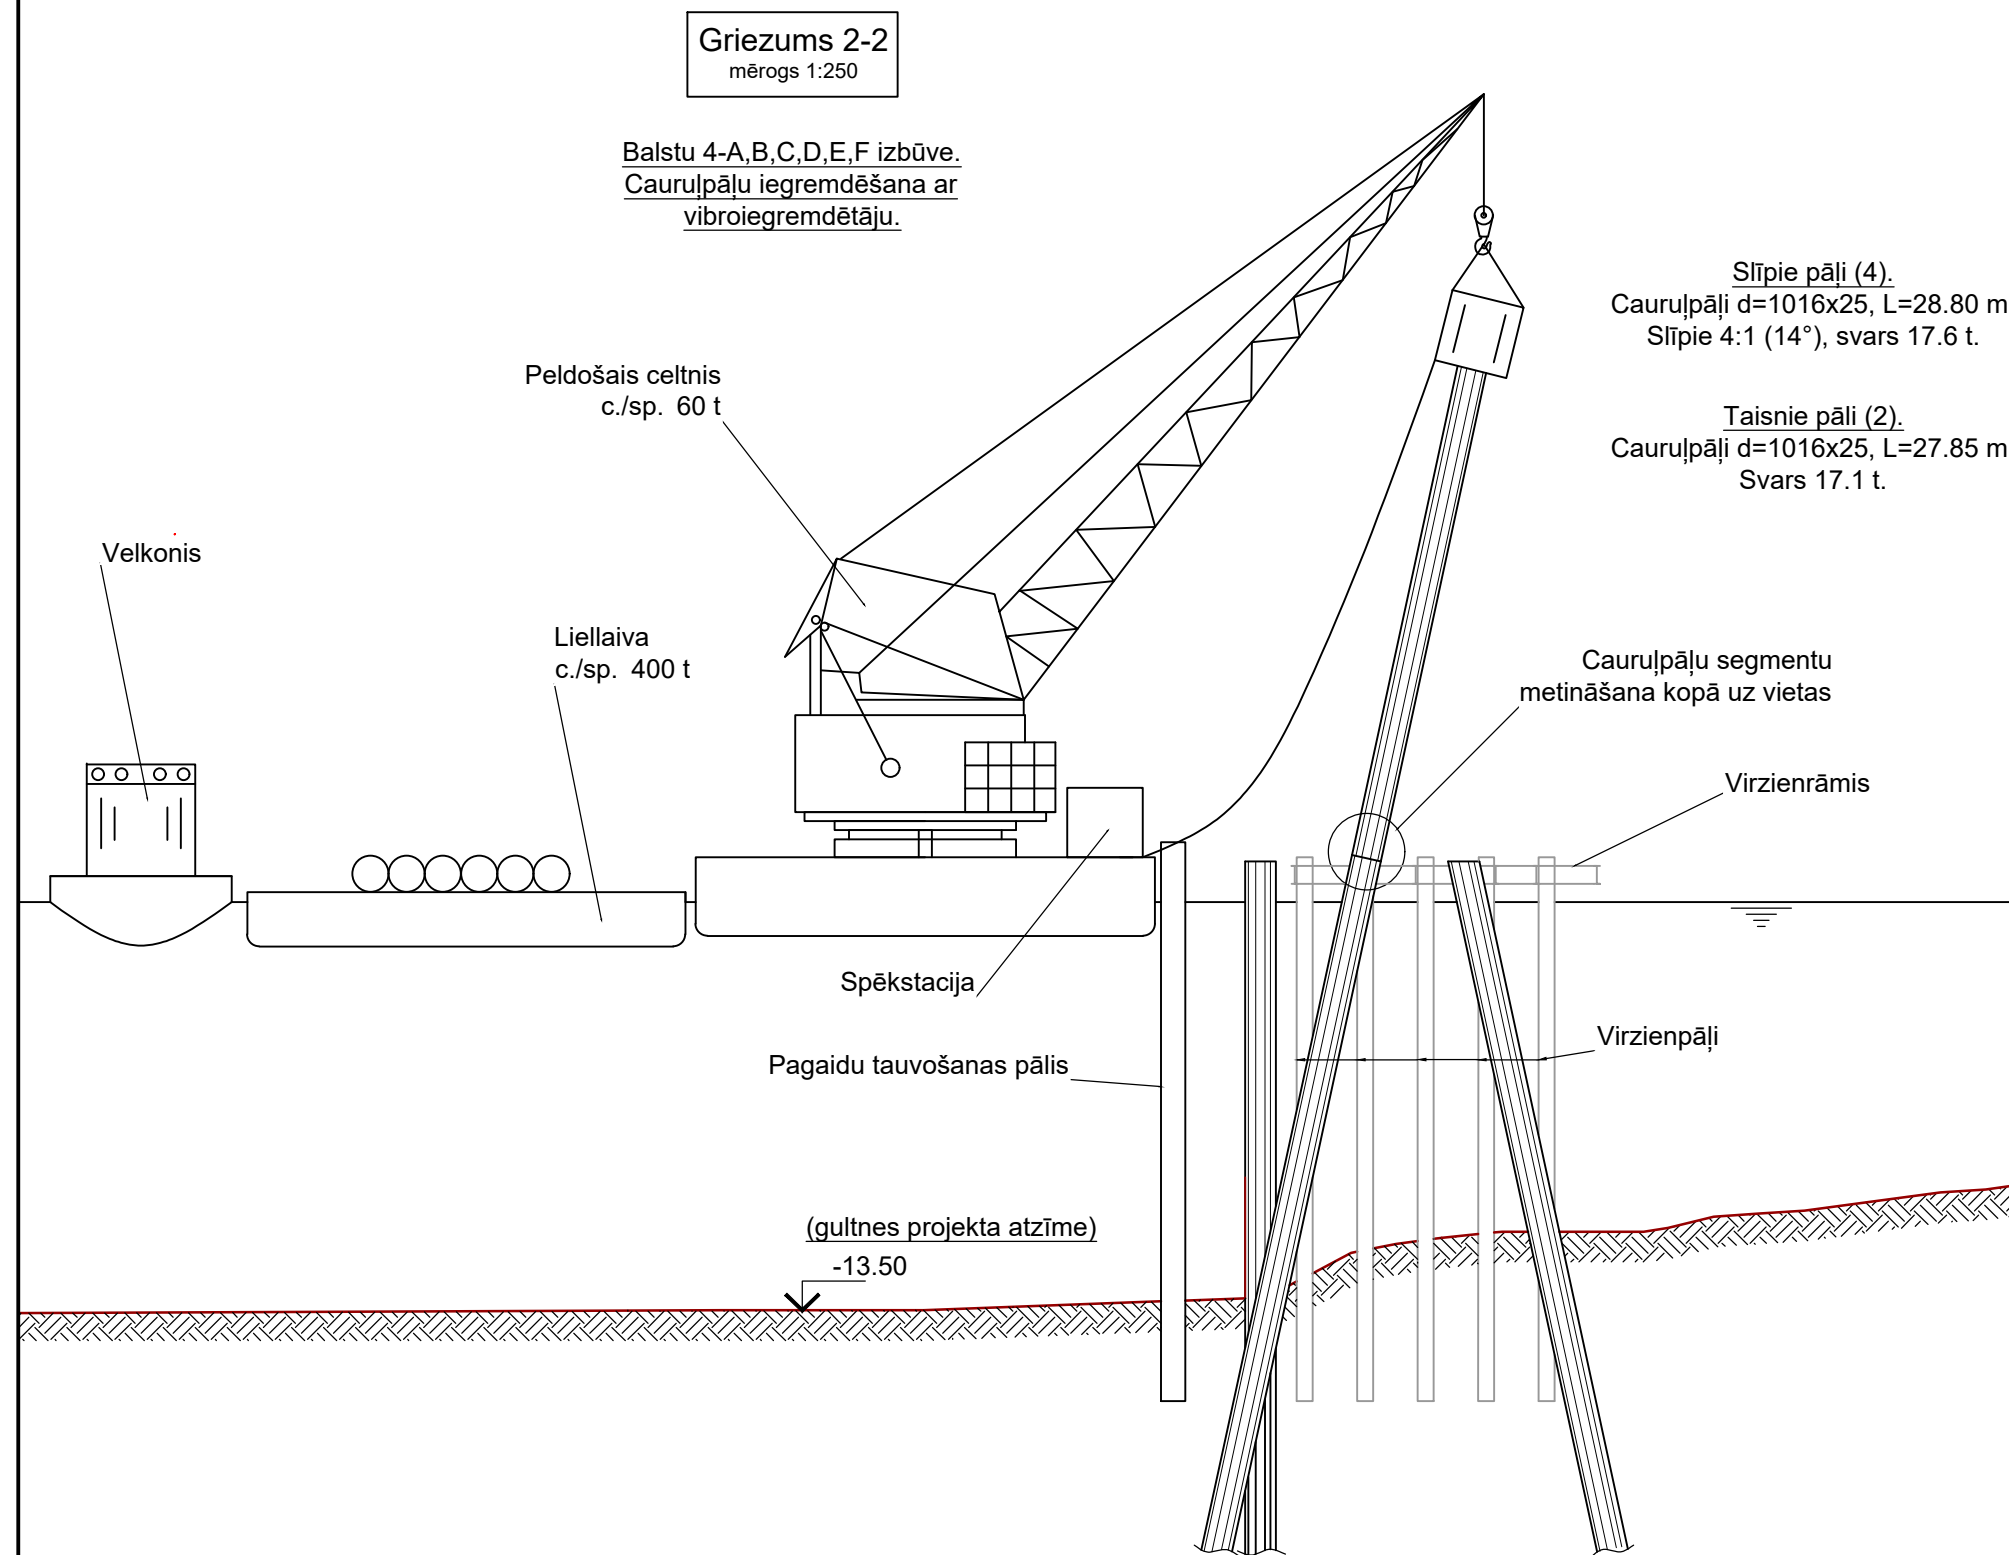 Griezums 2-2
mērogs 1:250
Balstu 4-A,B,C,D,E,F izbūve.
Cauruļpāļu iegremdēšana ar
vibroiegremdētāju.
Slīpie pāļi (4).
Cauruļpāļi d=1016x25, L=28.80 m
Slīpie 4:1 (14°), svars 17.6 t.
Peldošais celtnis
c./sp. 60 t
Taisnie pāli (2).
Cauruļpāļi d=1016x25, L=27.85 m
Svars 17.1 t.
Velkonis
Liellaiva
c./sp. 400 t
Cauruļpāļu segmentu
metināšana kopā uz vietas
Virzienrāmis
Spēkstacija
Virzienpāļi
Pagaidu tauvošanas pālis
(gultnes projekta atzīme)
-13.50